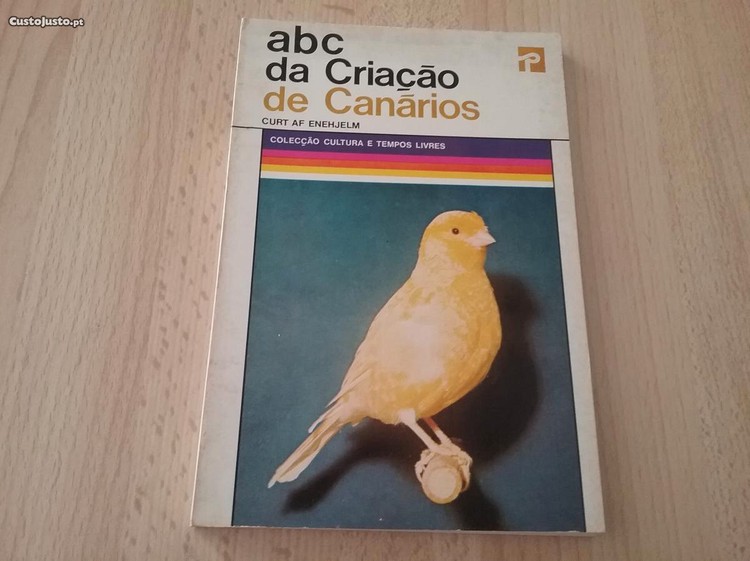 CustoJusto.pt
abc
da Criação
de Canários
CURT AF ENEHJELM
COLECÇÃO CULTURA E TEMPOS LIVRES